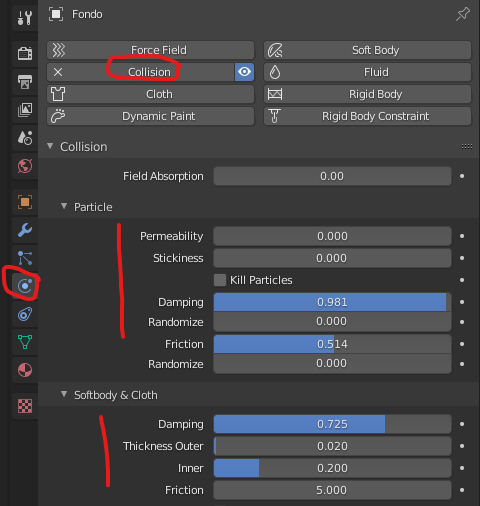 Fondo
Force Field
Soft Body
Collision
Fluid
Cloth
Rigid Body
Dynamic Paint
Rigid Body Constraint
Collision
Field Absorption 0.00
Particle
Permeability 0.000
Stickiness 0.000
Kill Particles
Damping 0.981
Randomize 0.000
Friction 0.514
Randomize 0.000
Softbody & Cloth
Damping 0.725
Thickness Outer 0.020
Inner 0.200
Friction 5.000